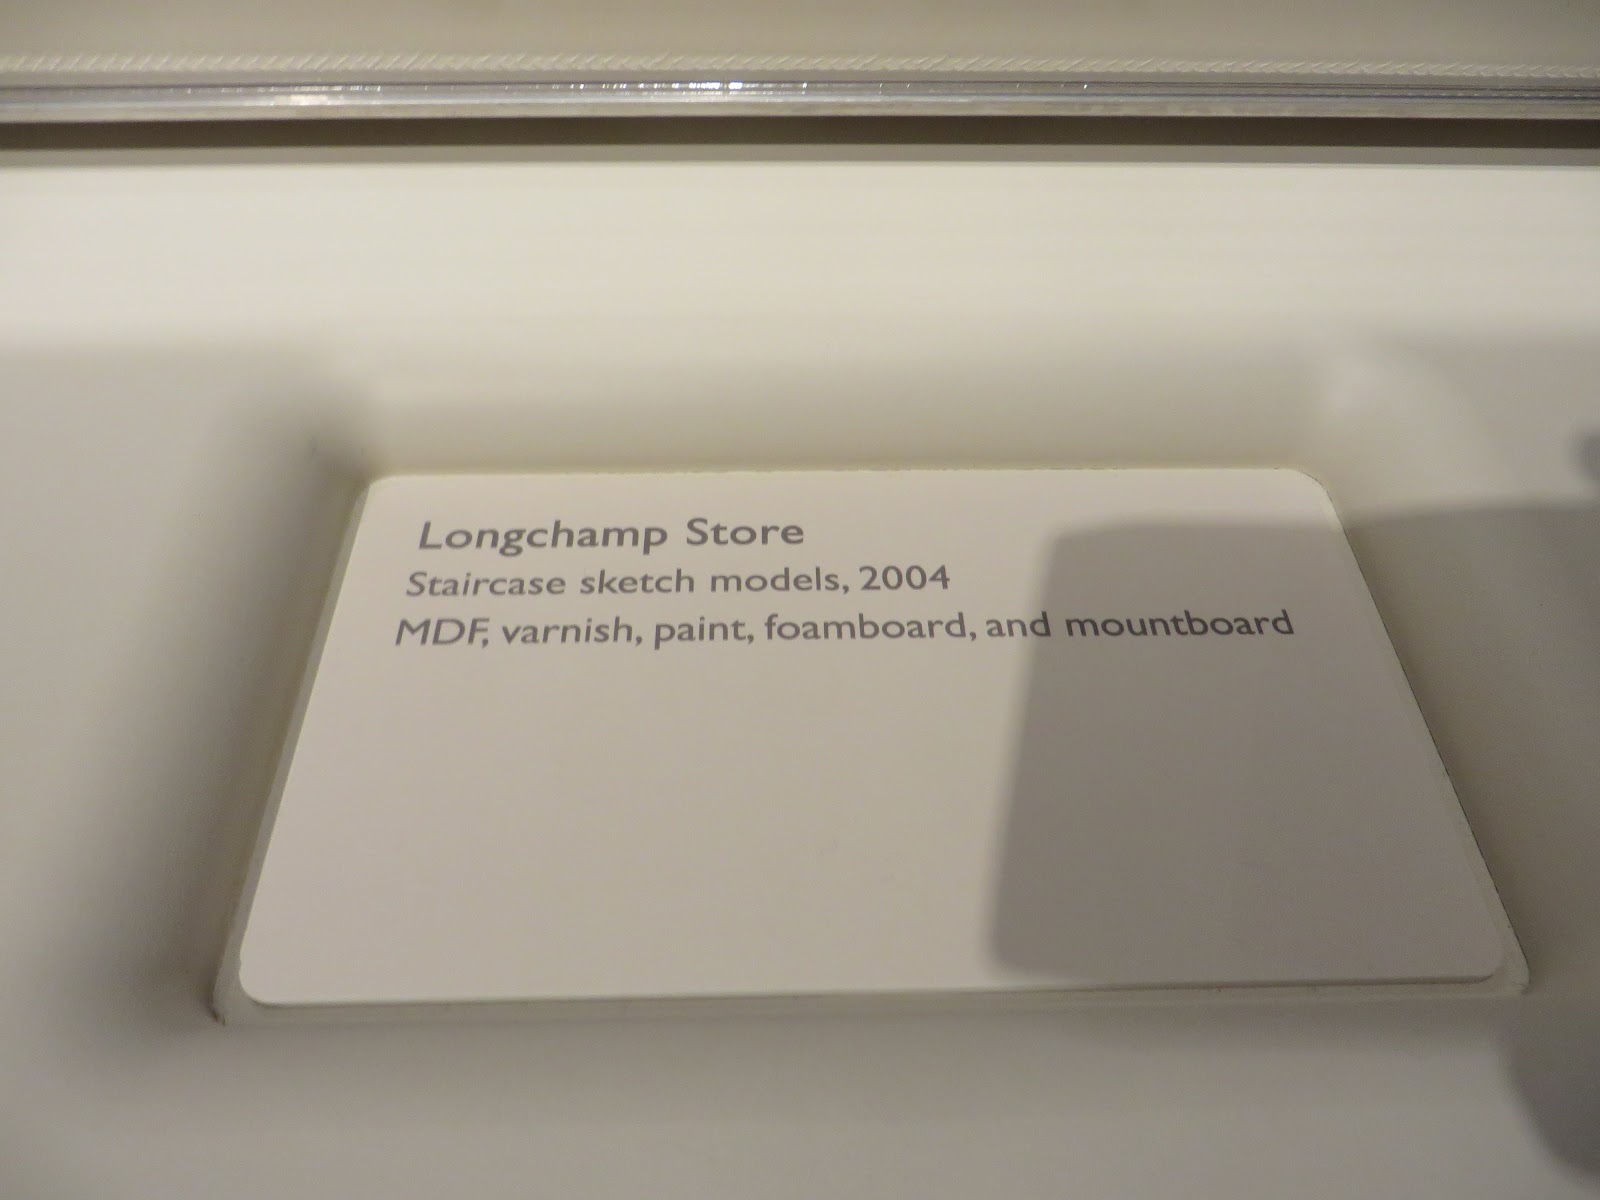 Longchamp Store
Staircase sketch models, 2004
MDF, varnish, paint, foamboard, and mountboard